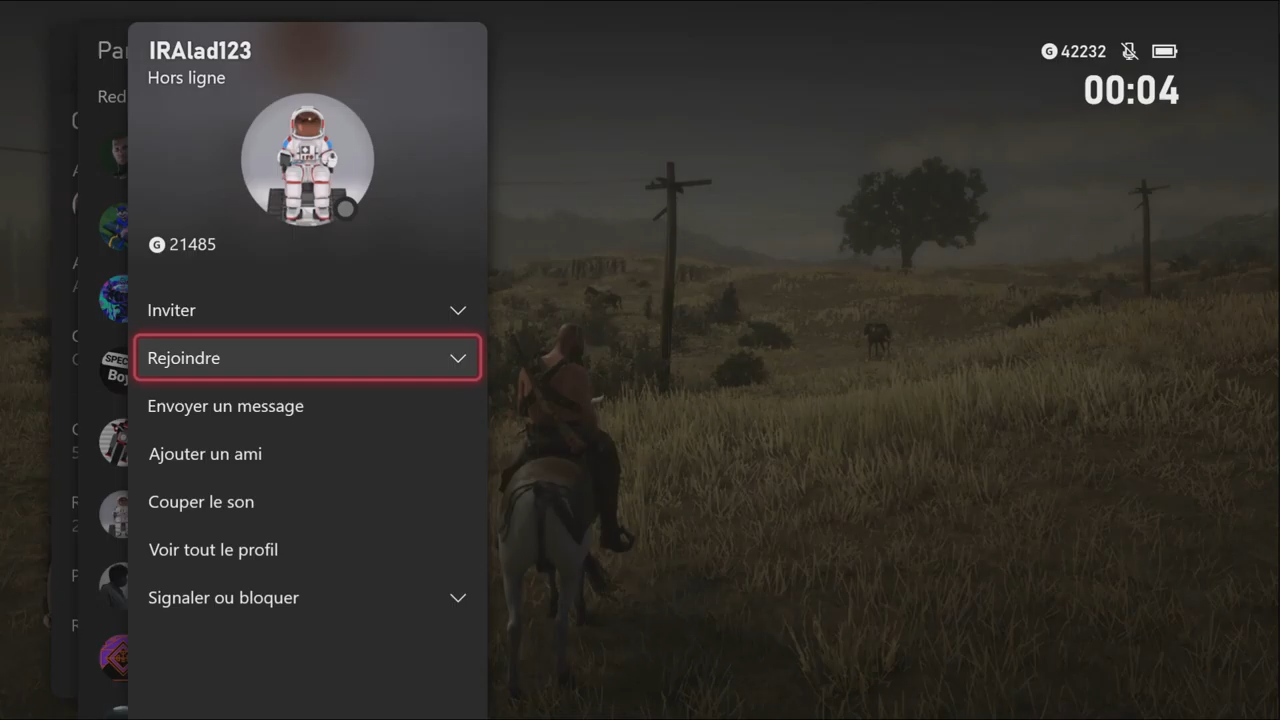 IRAlad123
Hors ligne
21485
Inviter
Rejoindre
Envoyer un message
Ajouter un ami
Couper le son
Voir tout le profil
Signaler ou bloquer
42232
00:04
Red